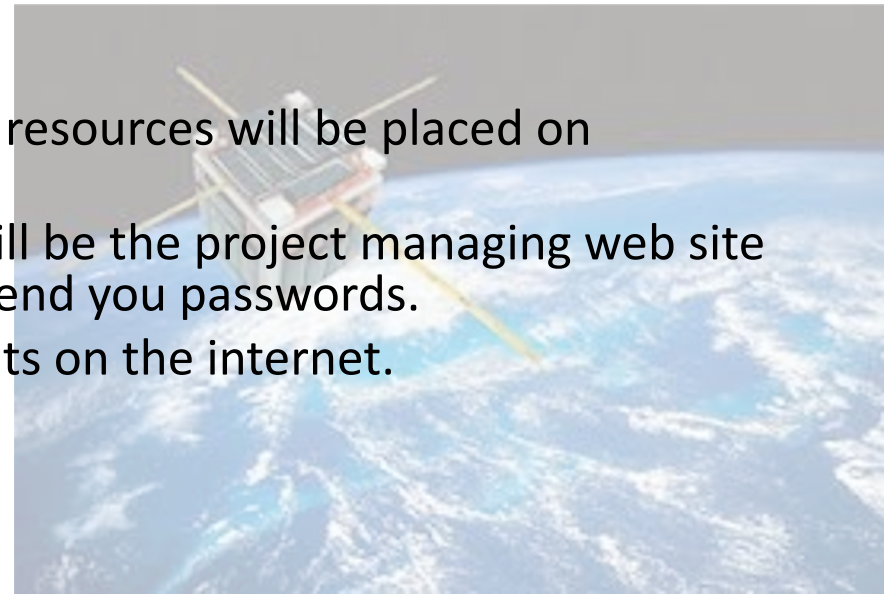 resources will be placed on
ill be the project managing web site
end you passwords.
ts on the internet.